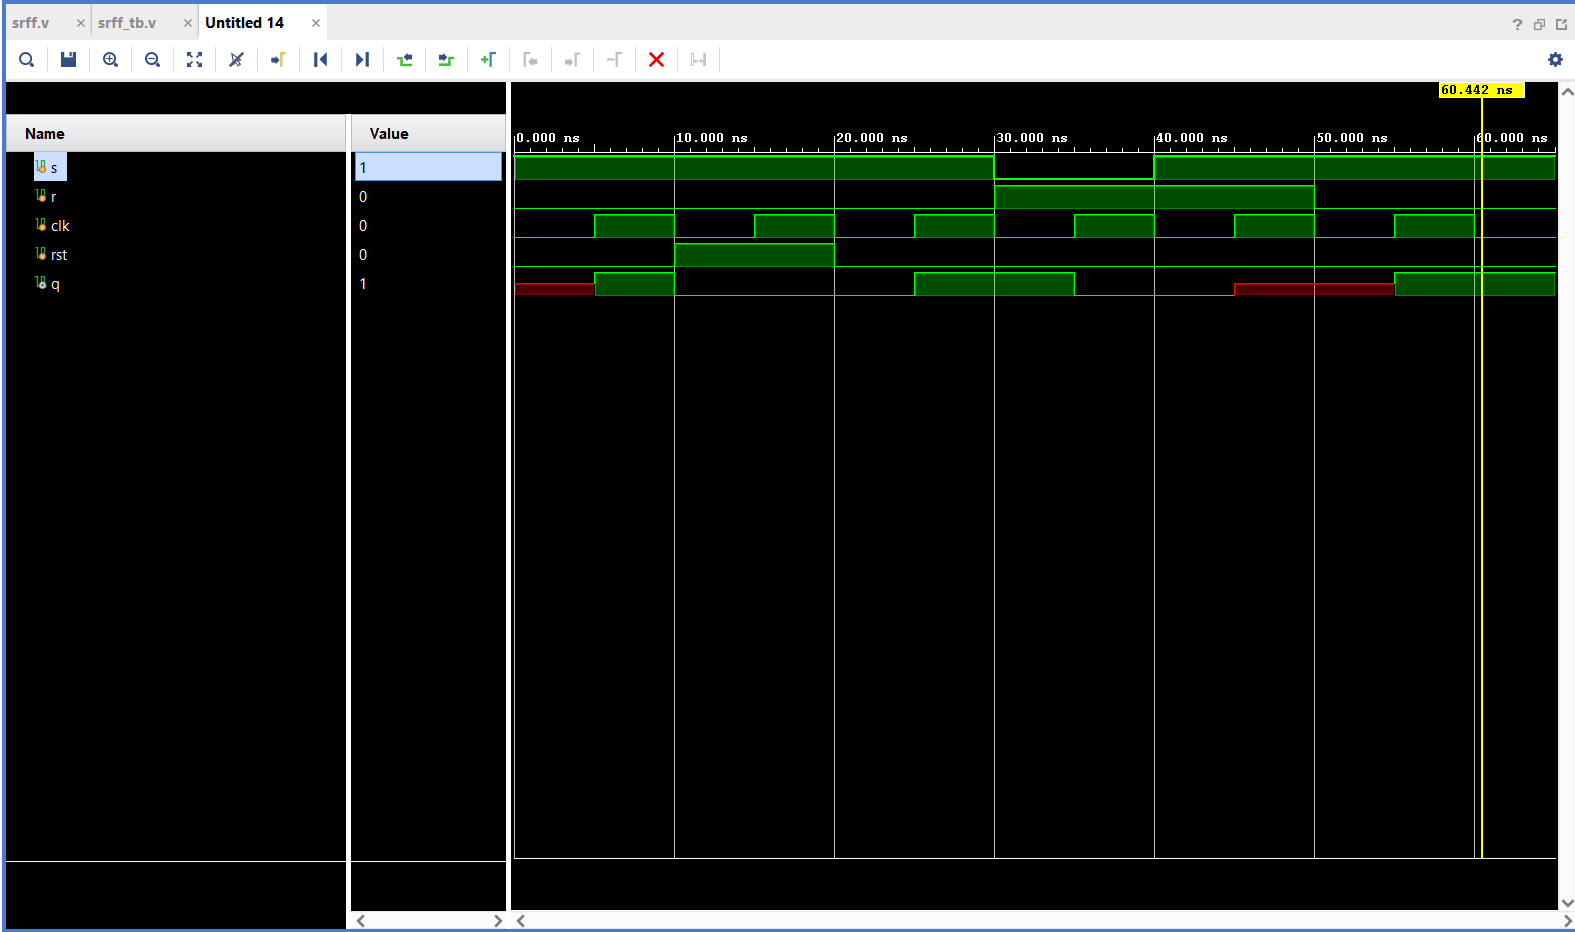 srff.v × srff_tb.v × Untitled 14 × ?
60.442 ns
Name Value
0.000 ns 10.000 ns 20.000 ns 30.000 ns 40.000 ns 50.000 ns 60.000 ns
s 1
r 0
clk 0
rst 0
q 1